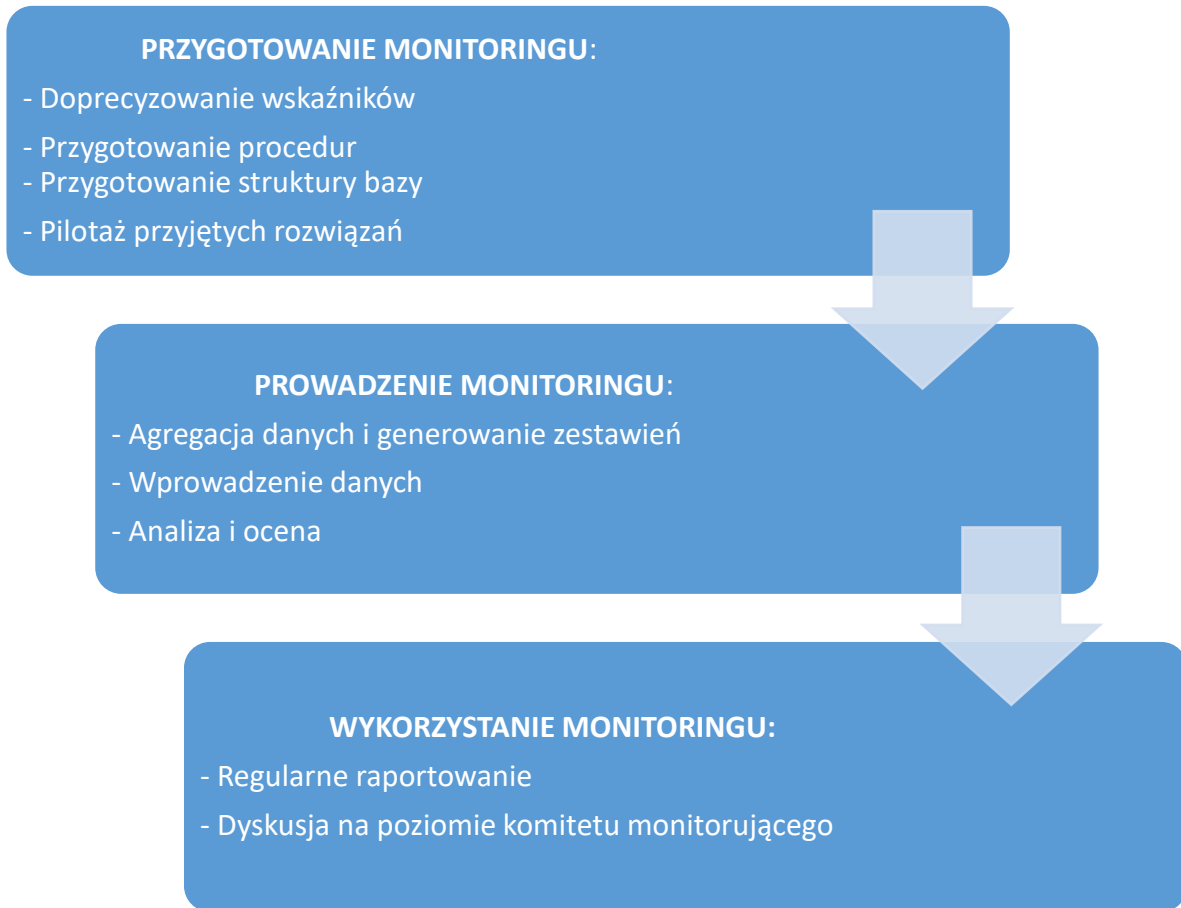 PRZYGOTOWANIE MONITORINGU:
- Doprecyzowanie wskaźników
- Przygotowanie procedur
- Przygotowanie struktury bazy
- Pilotaż przyjętych rozwiązań
PROWADZENIE MONITORINGU:
- Agregacja danych i generowanie zestawień
- Wprowadzenie danych
- Analiza i ocena
WYKORZYSTANIE MONITORINGU:
- Regularne raportowanie
- Dyskusja na poziomie komitetu monitorującego